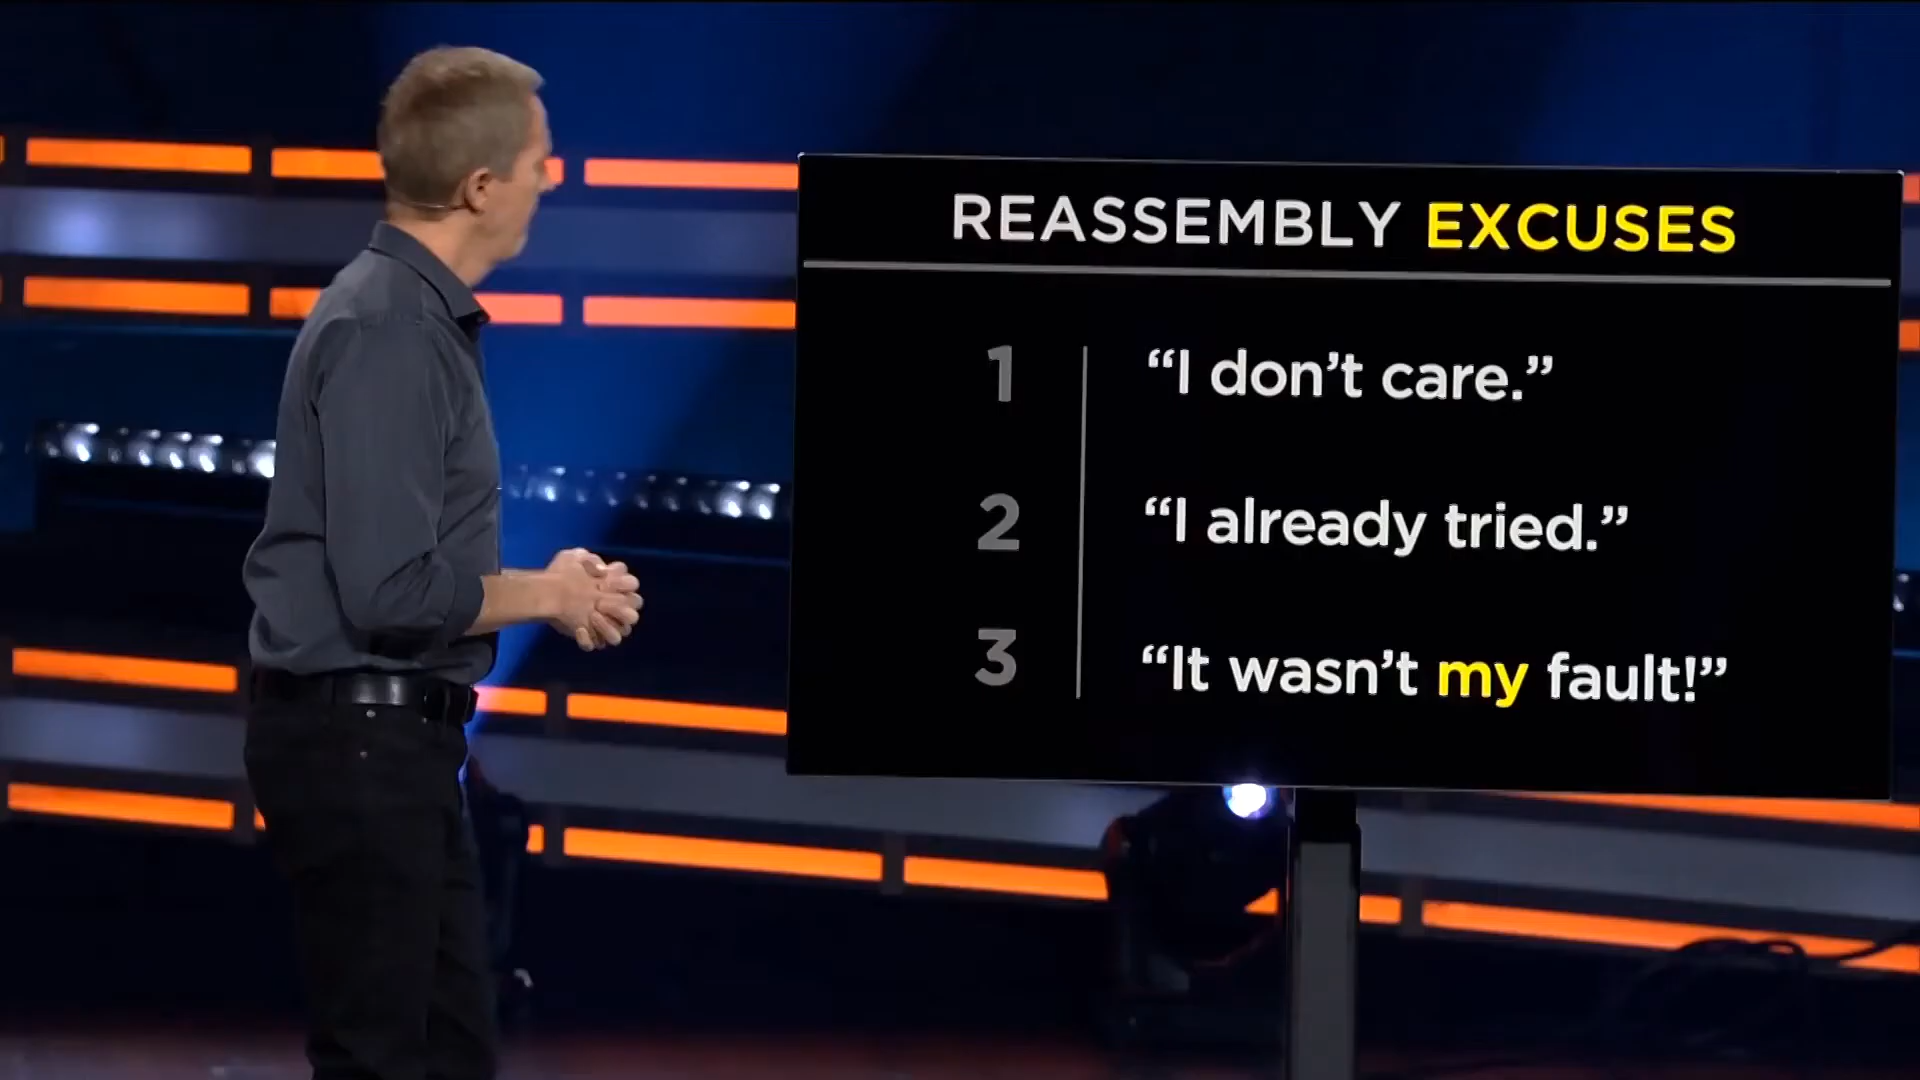 REASSEMBLY EXCUSES
1 “I don’t care.”
2 “I already tried.”
3 “It wasn’t my fault!”